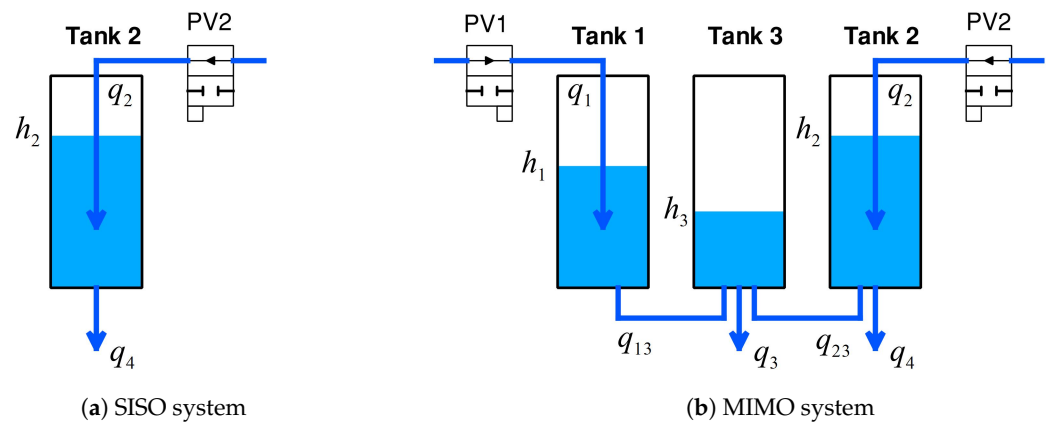 PV2
Tank 2
q2
h2
q4
(a) SISO system
PV1
PV2
Tank 1
Tank 3
Tank 2
q1
q2
h2
h1
h3
q13
q3
q23
q4
(b) MIMO system